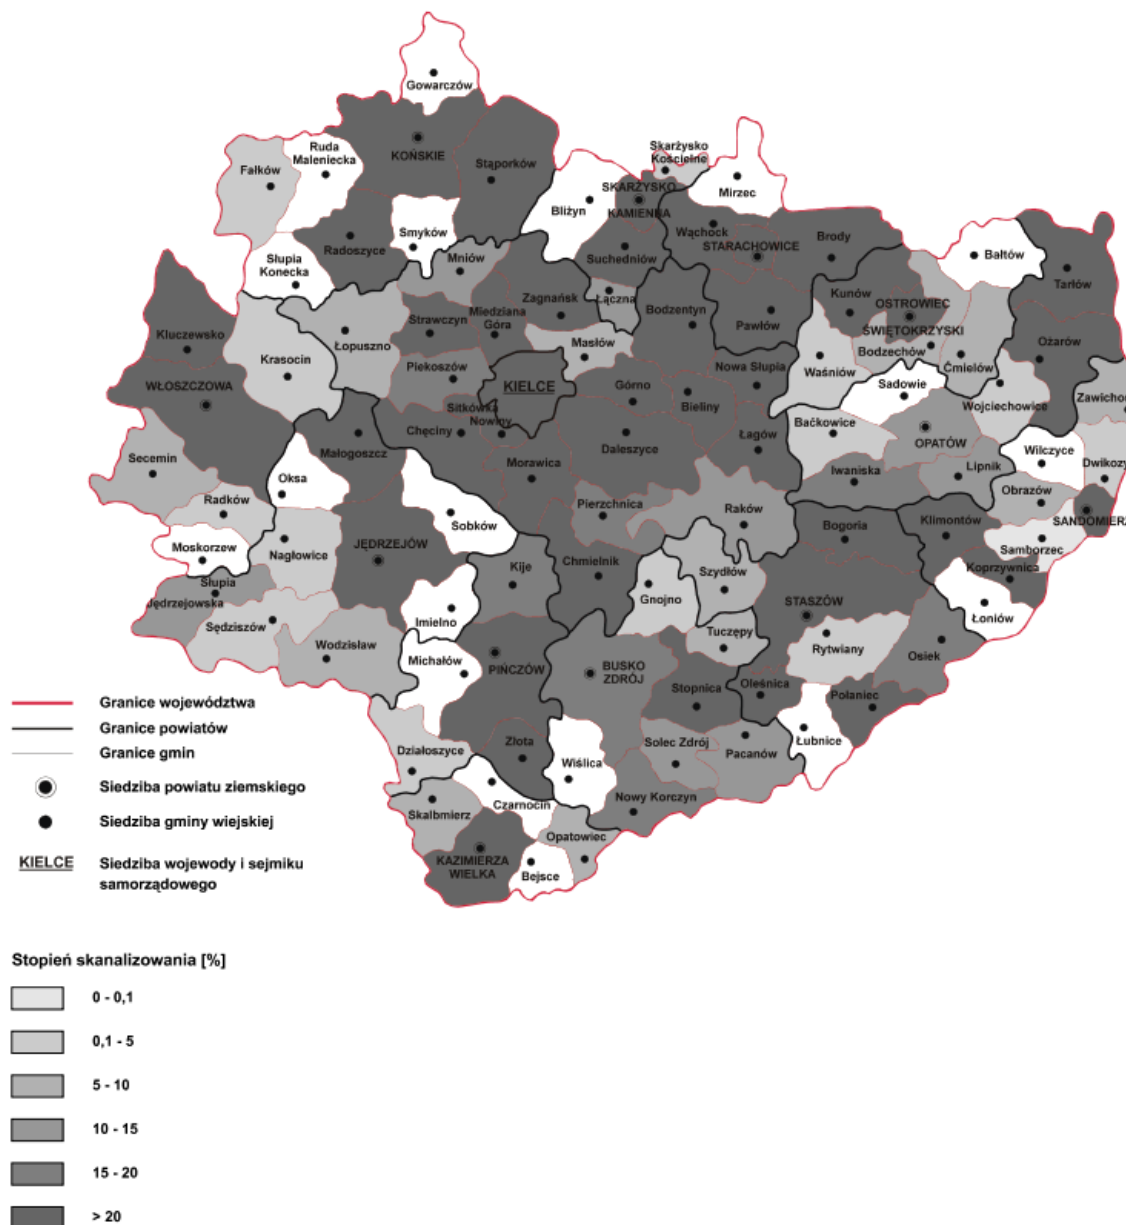 Gowarczów
KOŃSKIE
Stąporków
Ruda
Maleniecka
Fałków
Radoszyce
Smyków
Słupia
Konecka
Skarżysko
Kościelne
Mirzec
Bliżyn
SKARŻYSKO
KAMIENNA
Wąchock
STARACHOWICE
Brody
Suchedniów
Bałtów
Tarłów
Mniów
Łączna
Zagnańsk
Bodzentyn
Pawłów
Kunów
OSTROWIEC
ŚWIĘTOKRZYSKI
Bodzechów
Ćmielów
Ożarów
Kluczewsko
Krasocin
Łopuszno
Strawczyn
Miedziana
Góra
Masłów
Piekoszów
KIELCE
Górno
Nowa Słupia
Bieliny
Waśniów
Sadowie
Wojciechowice
Zawichos
WŁOSZCZOWA
Sitkówka
Nowiny
Chęciny
Daleszyce
Łagów
Baćkowice
OPATÓW
Małogoszcz
Morawica
Iwaniska
Lipnik
Wilczyce
Dwikozy
Secemin
Oksa
Radków
Sobków
Pierzchnica
Raków
Obrazów
SANDOMIERZ
Bogoria
Klimontów
Samborzec
Moskorzew
Nagłowice
JĘDRZEJÓW
Kije
Chmielnik
Szydłów
Koprzywnica
Słupia
Jędrzejowska
Gnojno
STASZÓW
Łoniów
Sędziszów
Imielno
Wodzisław
Tuczępy
Rytwiany
Osiek
Michałów
PIŃCZÓW
BUSKO
ZDRÓJ
Stopnica
Oleśnica
Połaniec
Działoszyce
Złota
Wiślica
Solec Zdrój
Pacanów
Łubnice
Skalbmierz
Czarnocin
Nowy Korczyn
Opatowiec
KAZIMIERZA
WIELKA
Bejsce
Granice województwa
Granice powiatów
Granice gmin
Siedziba powiatu ziemskiego
Siedziba gminy wiejskiej
KIELCE
Siedziba wojewody i sejmiku
samorządowego
Stopień skanalizowania [%]
0 - 0,1
0,1 - 5
5 - 10
10 - 15
15 - 20
> 20